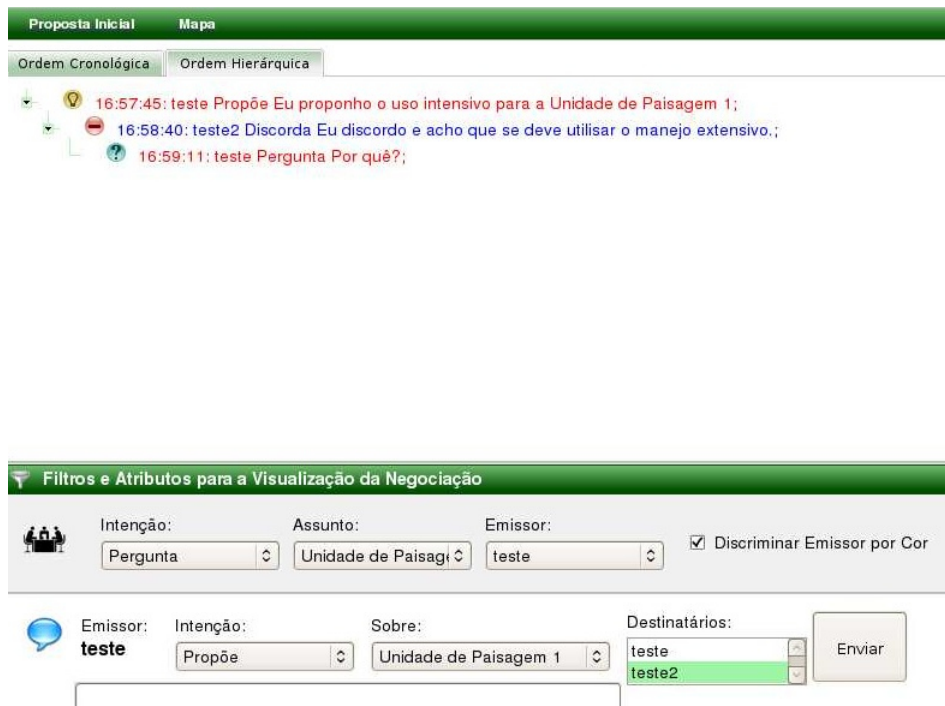 Proposta Inicial Mapa
Ordem Cronológica Ordem Hierárquica
16:57:45: teste Propõe Eu proponho o uso intensivo para a Unidade de Paisagem 1;
16:58:40: teste2 Discorda Eu discordo e acho que se deve utilisar o manejo extensivo.;
16:59:11: teste Pergunta Por quê?;
Filtros e Atributos para a Visualização da Negociação
Intenção: Assunto: Emissor:
Pergunta Unidade de Paisage teste Discriminar Emissor por Cor
Emissor: Intenção: Sobre: Destinatários:
teste Propõe Unidade de Paisagem 1 teste Enviar
teste2